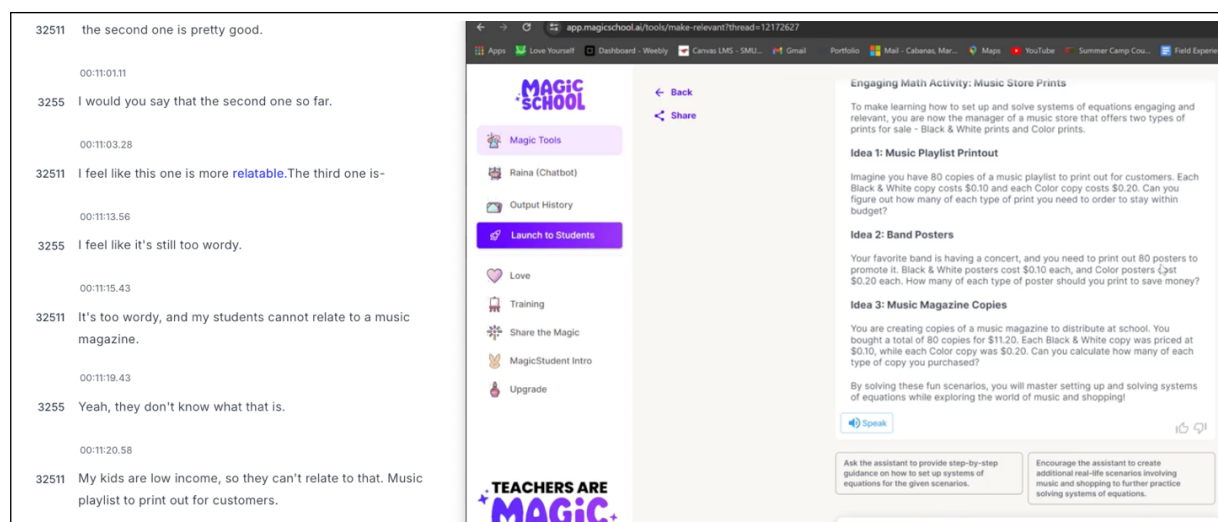 32511 the second one is pretty good.
00:11:01.11
3255 I would you say that the second one so far.
00:11:03.28
32511 I feel like this one is more relatable.The third one is-
00:11:13.56
3255 I feel like it's still too wordy.
00:11:15.43
32511 It's too wordy, and my students cannot relate to a music
magazine.
00:11:19.43
3255 Yeah, they don't know what that is.
00:11:20.58
32511 My kids are low income, so they can't relate to that. Music
playlist to print out for customers.
app.magicschool.ai/tools/make-relevant?thread=12172627
Apps Love Yourself Dashboard - Weebly Canvas LMS - SMU... Gmail Portfolio Mail - Cabenas, Mar... Maps YouTube Summer Camp Cou... Field Experie
MAGIC
SCHOOL
Magic Tools
Raina (Chatbot)
Output History
Launch to Students
Love
Training
Share the Magic
MagicStudent Intro
Upgrade
TEACHERS ARE
MAGIC
Back
Share
Engaging Math Activity: Music Store Prints
To make learning how to set up and solve systems of equations engaging and
relevant, you are now the manager of a music store that offers two types of
prints for sale - Black & White prints and Color prints.
Idea 1: Music Playlist Printout
Imagine you have 80 copies of a music playlist to print out for customers. Each
Black & White copy costs $0.10 and each Color copy costs $0.20. Can you
figure out how many of each type of print you need to order to stay within
budget?
Idea 2: Band Posters
Your favorite band is having a concert, and you need to print out 80 posters to
promote it. Black & White posters cost $0.10 each, and Color posters cost
$0.20 each. How many of each type of poster should you print to save money?
Idea 3: Music Magazine Copies
You are creating copies of a music magazine to distribute at school. You
bought a total of 80 copies for $11.20. Each Black & White copy was priced at
$0.10, while each Color copy was $0.20. Can you calculate how many of each
type of copy you purchased?
By solving these fun scenarios, you will master setting up and solving systems
of equations while exploring the world of music and shopping!
Speak
Ask the assistant to provide step-by-step
guidance on how to set up systems of
equations for the given scenarios.
Encourage the assistant to create
additional real-life scenarios involving
music and shopping to further practice
solving systems of equations.